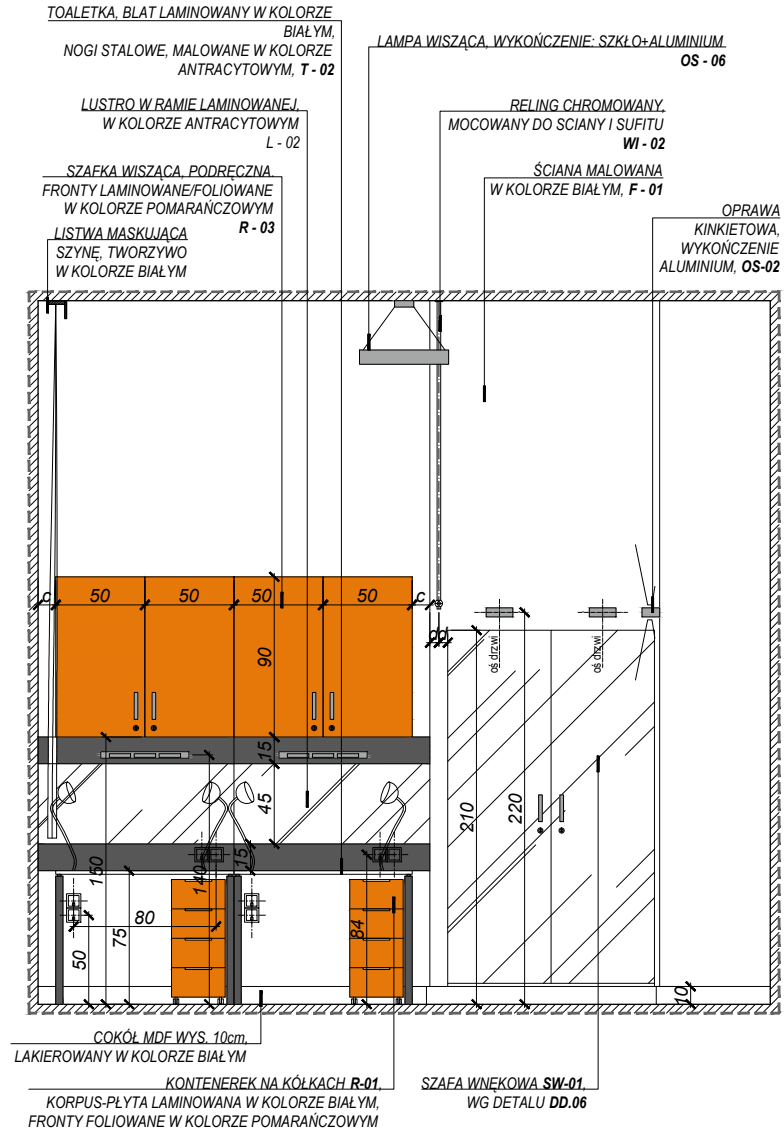 TOALETKA, BLAT LAMINOWANY W KOLORZE
BIAŁYM,
NOGI STALOWE, MALOWANE W KOLORZE
ANTRACYTOWYM, T - 02
LAMPA WISZĄCA, WYKOŃCZENIE: SZKŁO+ALUMINIUM
OS - 06
LUSTRO W RAMIE LAMINOWANEJ,
W KOLORZE ANTRACYTOWYM
L - 02
RELING CHROMOWANY,
MOCOWANY DO SCIANY I SUFITU
WI - 02
SZAFKA WISZĄCA, PODRĘCZNA.
FRONTY LAMINOWANE/FOLIOWANE
W KOLORZE POMARAŃCZOWYM
R - 03
ŚCIANA MALOWANA
W KOLORZE BIAŁYM, F - 01
OPRAWA
KINKIETOWA,
WYKOŃCZENIE
ALUMINIUM, OS-02
LISTWA MASKUJĄCA
SZYNĘ, TWORZYWO
W KOLORZE BIAŁYM
c
50
50
50
50
c
90
d
d
oś drzwi
oś drzwi
15
45
15
150
140
210
220
80
75
50
84
10
COKÓŁ MDF WYS. 10cm,
LAKIEROWANY W KOLORZE BIAŁYM
KONTENEREK NA KÓŁKACH R-01,
KORPUS-PŁYTA LAMINOWANA W KOLORZE BIAŁYM,
FRONTY FOLIOWANE W KOLORZE POMARAŃCZOWYM
SZAFA WNĘKOWA SW-01,
WG DETALU DD.06